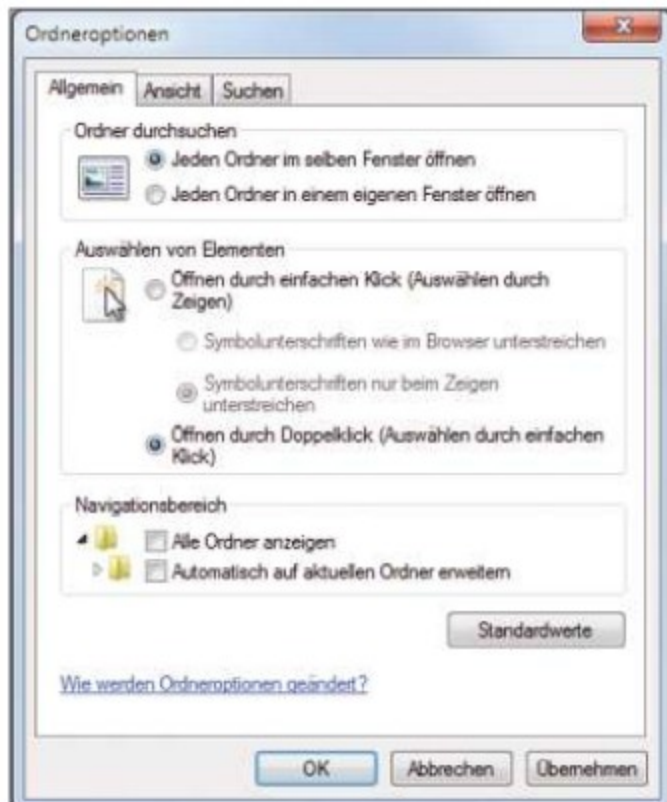 Ordneroptionen
Allgemein Ansicht Suchen
Ordner durchsuchen
Jeden Ordner im selben Fenster öffnen
Jeden Ordner in einem eigenen Fenster öffnen
Auswählen von Elementen
Öffnen durch einfachen Klick (Auswählen durch
Zeigen)
Symbolunterschriften wie im Browser unterstreichen
Symbolunterschriften nur beim Zeigen
unterstreichen
Öffnen durch Doppelklick (Auswählen durch einfachen
Klick)
Navigationsbereich
Alle Ordner anzeigen
Automatisch auf aktuellen Ordner erweitern
Standardwerte
Wie werden Ordneroptionen geändert?
OK Abbrechen Übernehmen